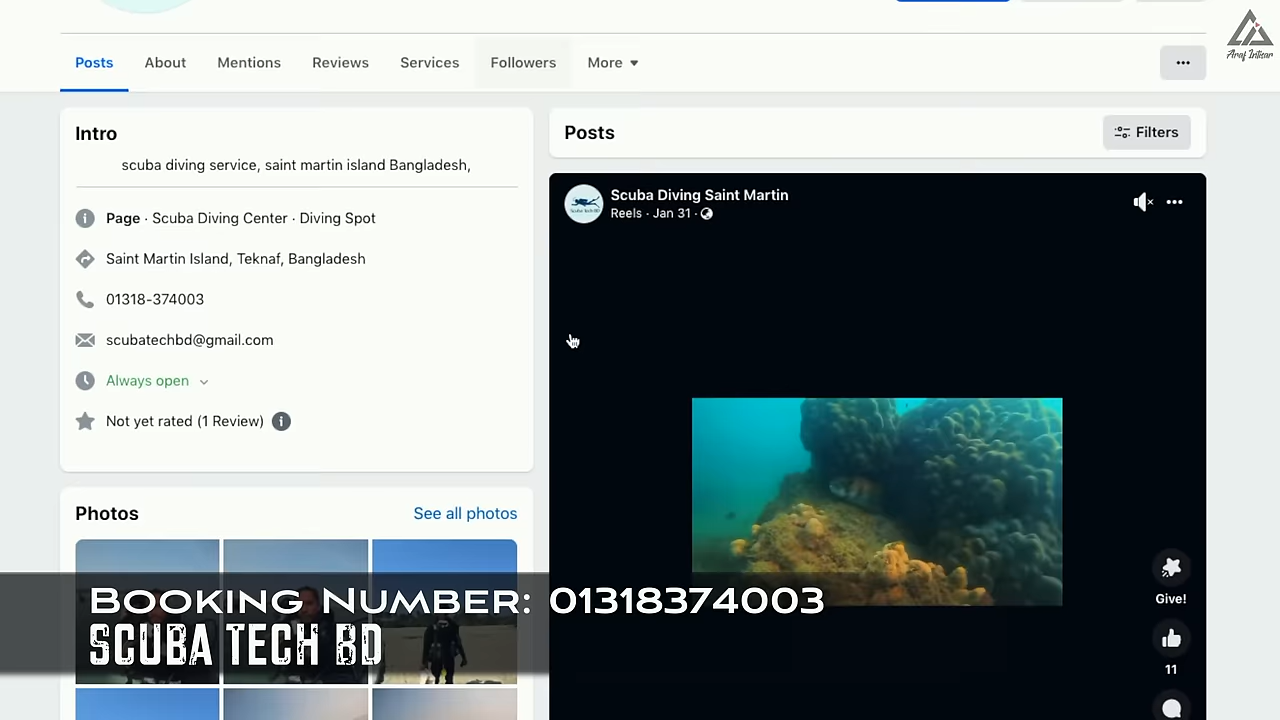 Araf Intisar
Posts
About
Mentions
Reviews
Services
Followers
More
Intro
scuba diving service, saint martin island Bangladesh,
Page · Scuba Diving Center · Diving Spot
Saint Martin Island, Teknaf, Bangladesh
01318-374003
scubatechbd@gmail.com
Always open
Not yet rated (1 Review)
Photos
See all photos
Posts
Filters
Scuba Diving Saint Martin
Reels · Jan 31 ·
Give!
11
Booking Number: 01318374003
SCUBA TECH BD